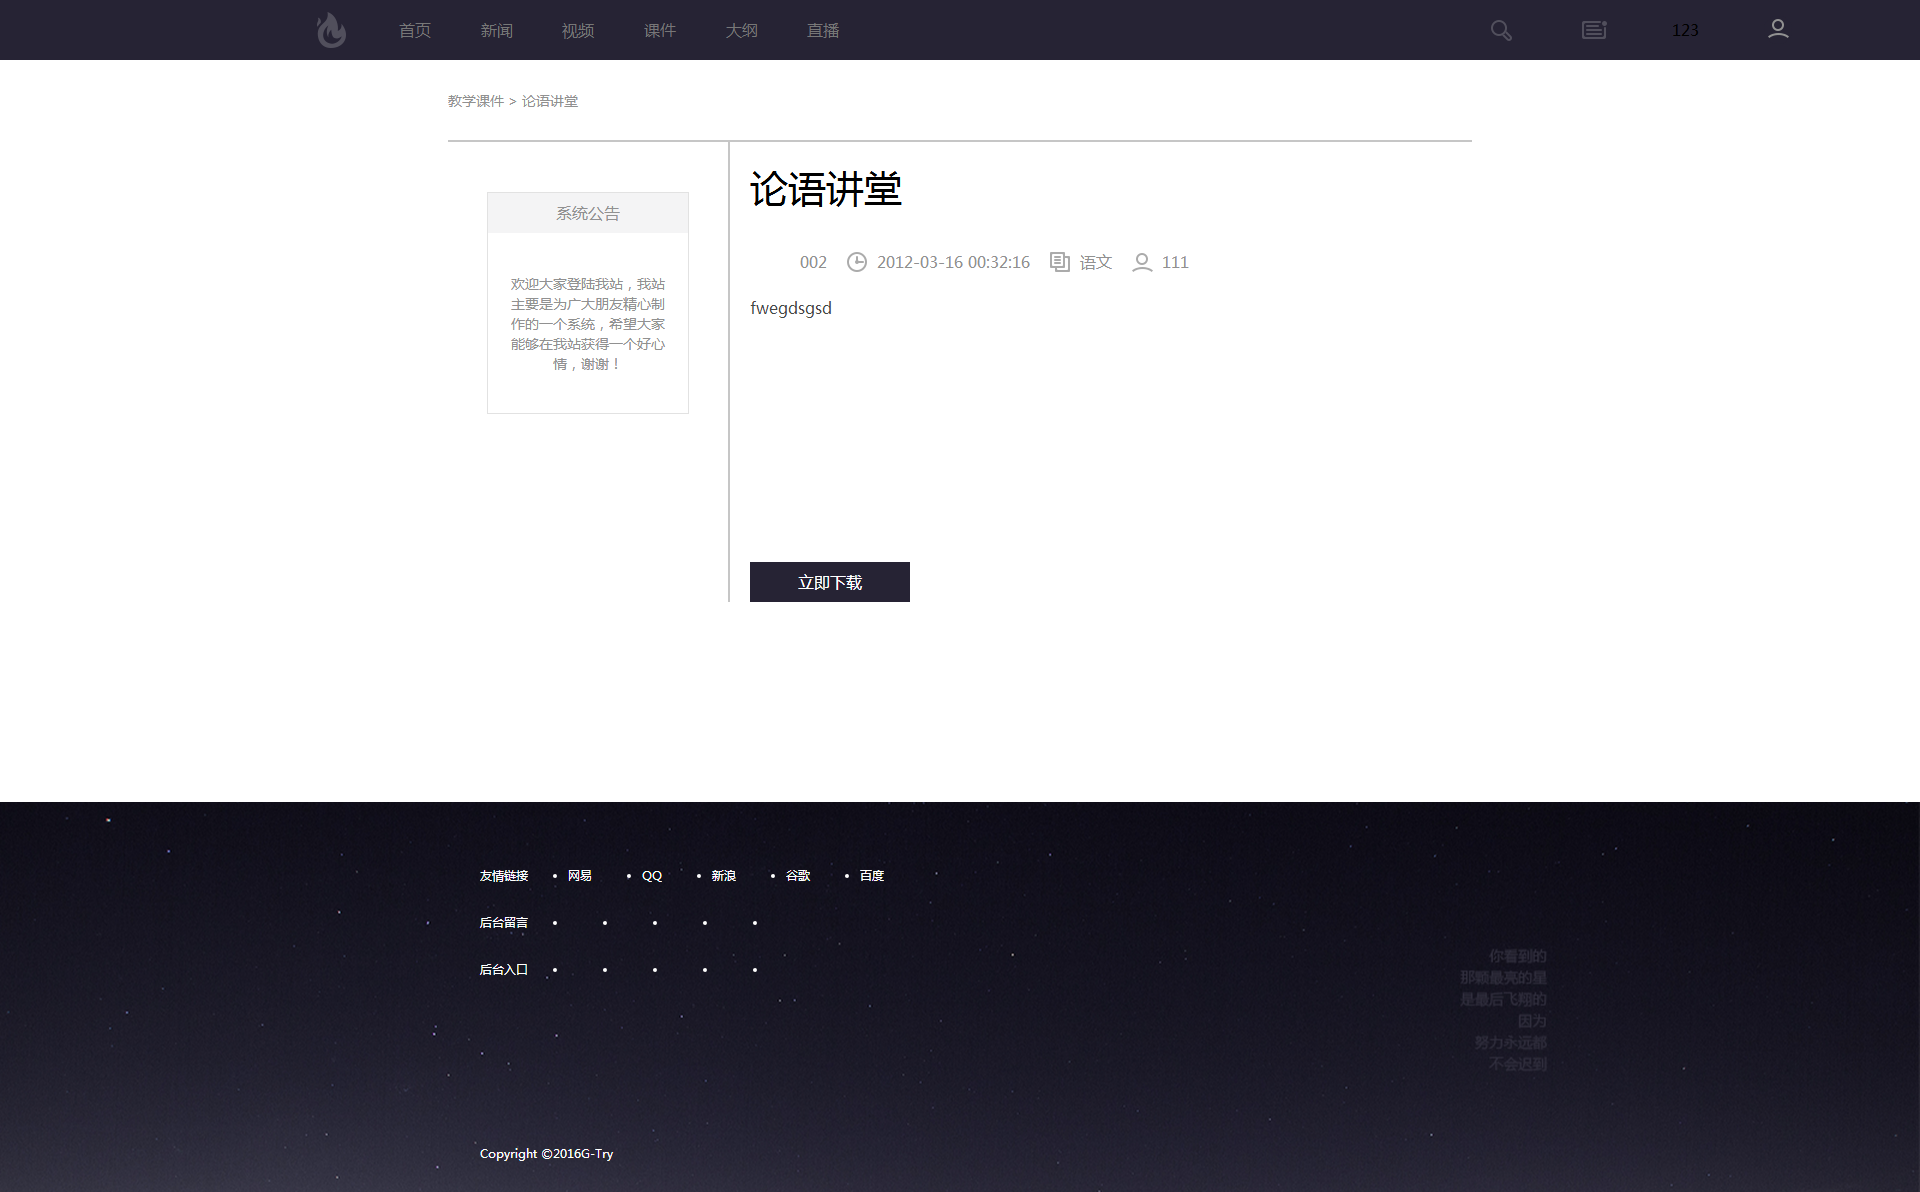 首页 新闻 视频 课件 大纲 直播 123
教学课件 > 论语讲堂
系统公告
欢迎大家登陆我站，我站
主要是为广大朋友精心制
作的一个系统，希望大家
能够在我站获得一个好心
情，谢谢！
论语讲堂
002 2012-03-16 00:32:16 语文 111
fwegdsgsd
立即下载
友情链接 • 网易 • QQ • 新浪 • 谷歌 • 百度
后台留言 • • • • •
后台入口 • • • • •
你看到的
那颗最亮的星
是最后飞翔的
因为
努力永远都
不会迟到
Copyright ©2016G-Try